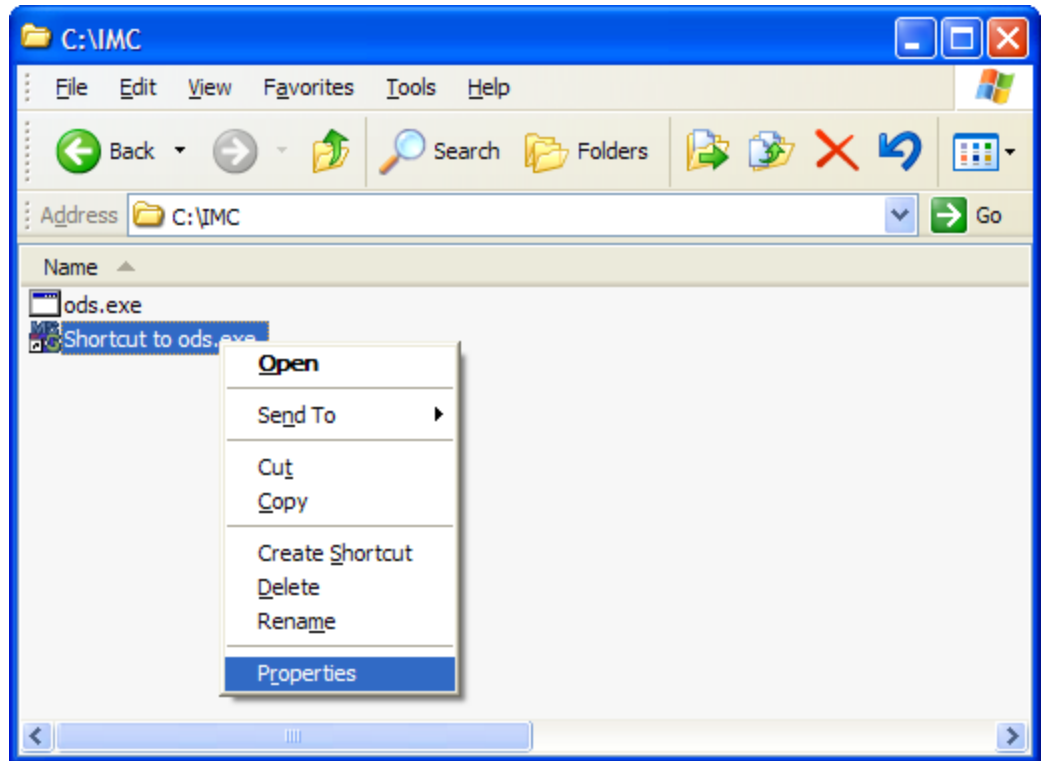 C:\IMC
File Edit View Favorites Tools Help
Back Search Folders
Address C:\IMC Go
Name
ods.exe
Shortcut to ods.exe
Open
Send To
Cut
Copy
Create Shortcut
Delete
Rename
Properties